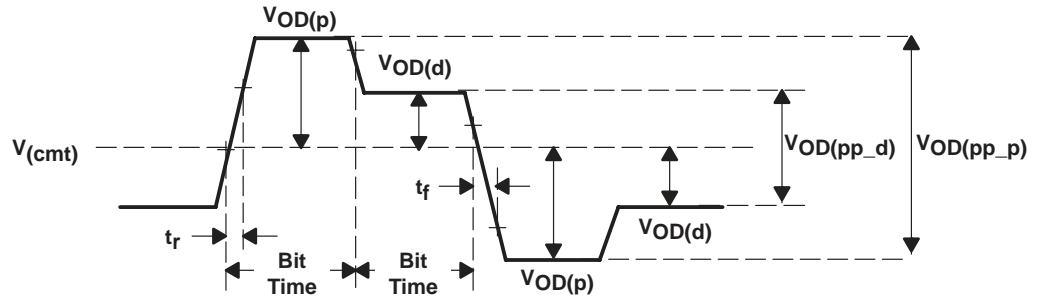 VOD(p)
VOD(d)
V(cmt)
VOD(pp_d)
VOD(pp_p)
tf
tr
VOD(d)
Bit
Time
Bit
Time
VOD(p)